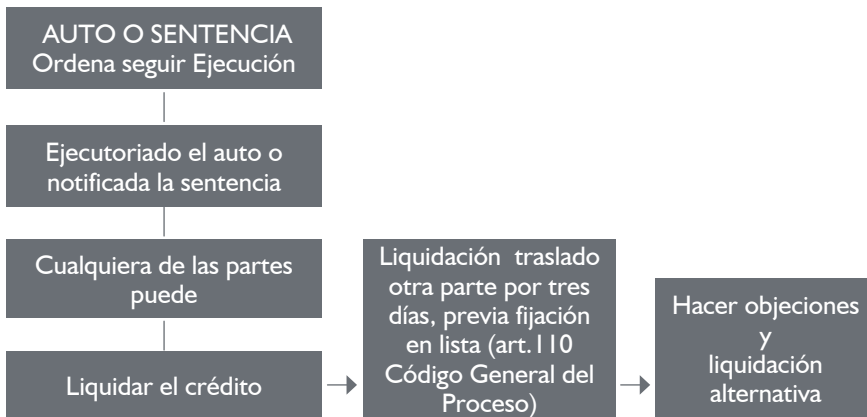 AUTO O SENTENCIA
Ordena seguir Ejecución
Ejecutoriado el auto o
notificada la sentencia
Cualquiera de las partes
puede
Liquidar el crédito
Liquidación traslado
otra parte por tres
días, previa fijación
en lista (art.110
Código General del
Proceso)
Hacer objeciones
y
liquidación
alternativa